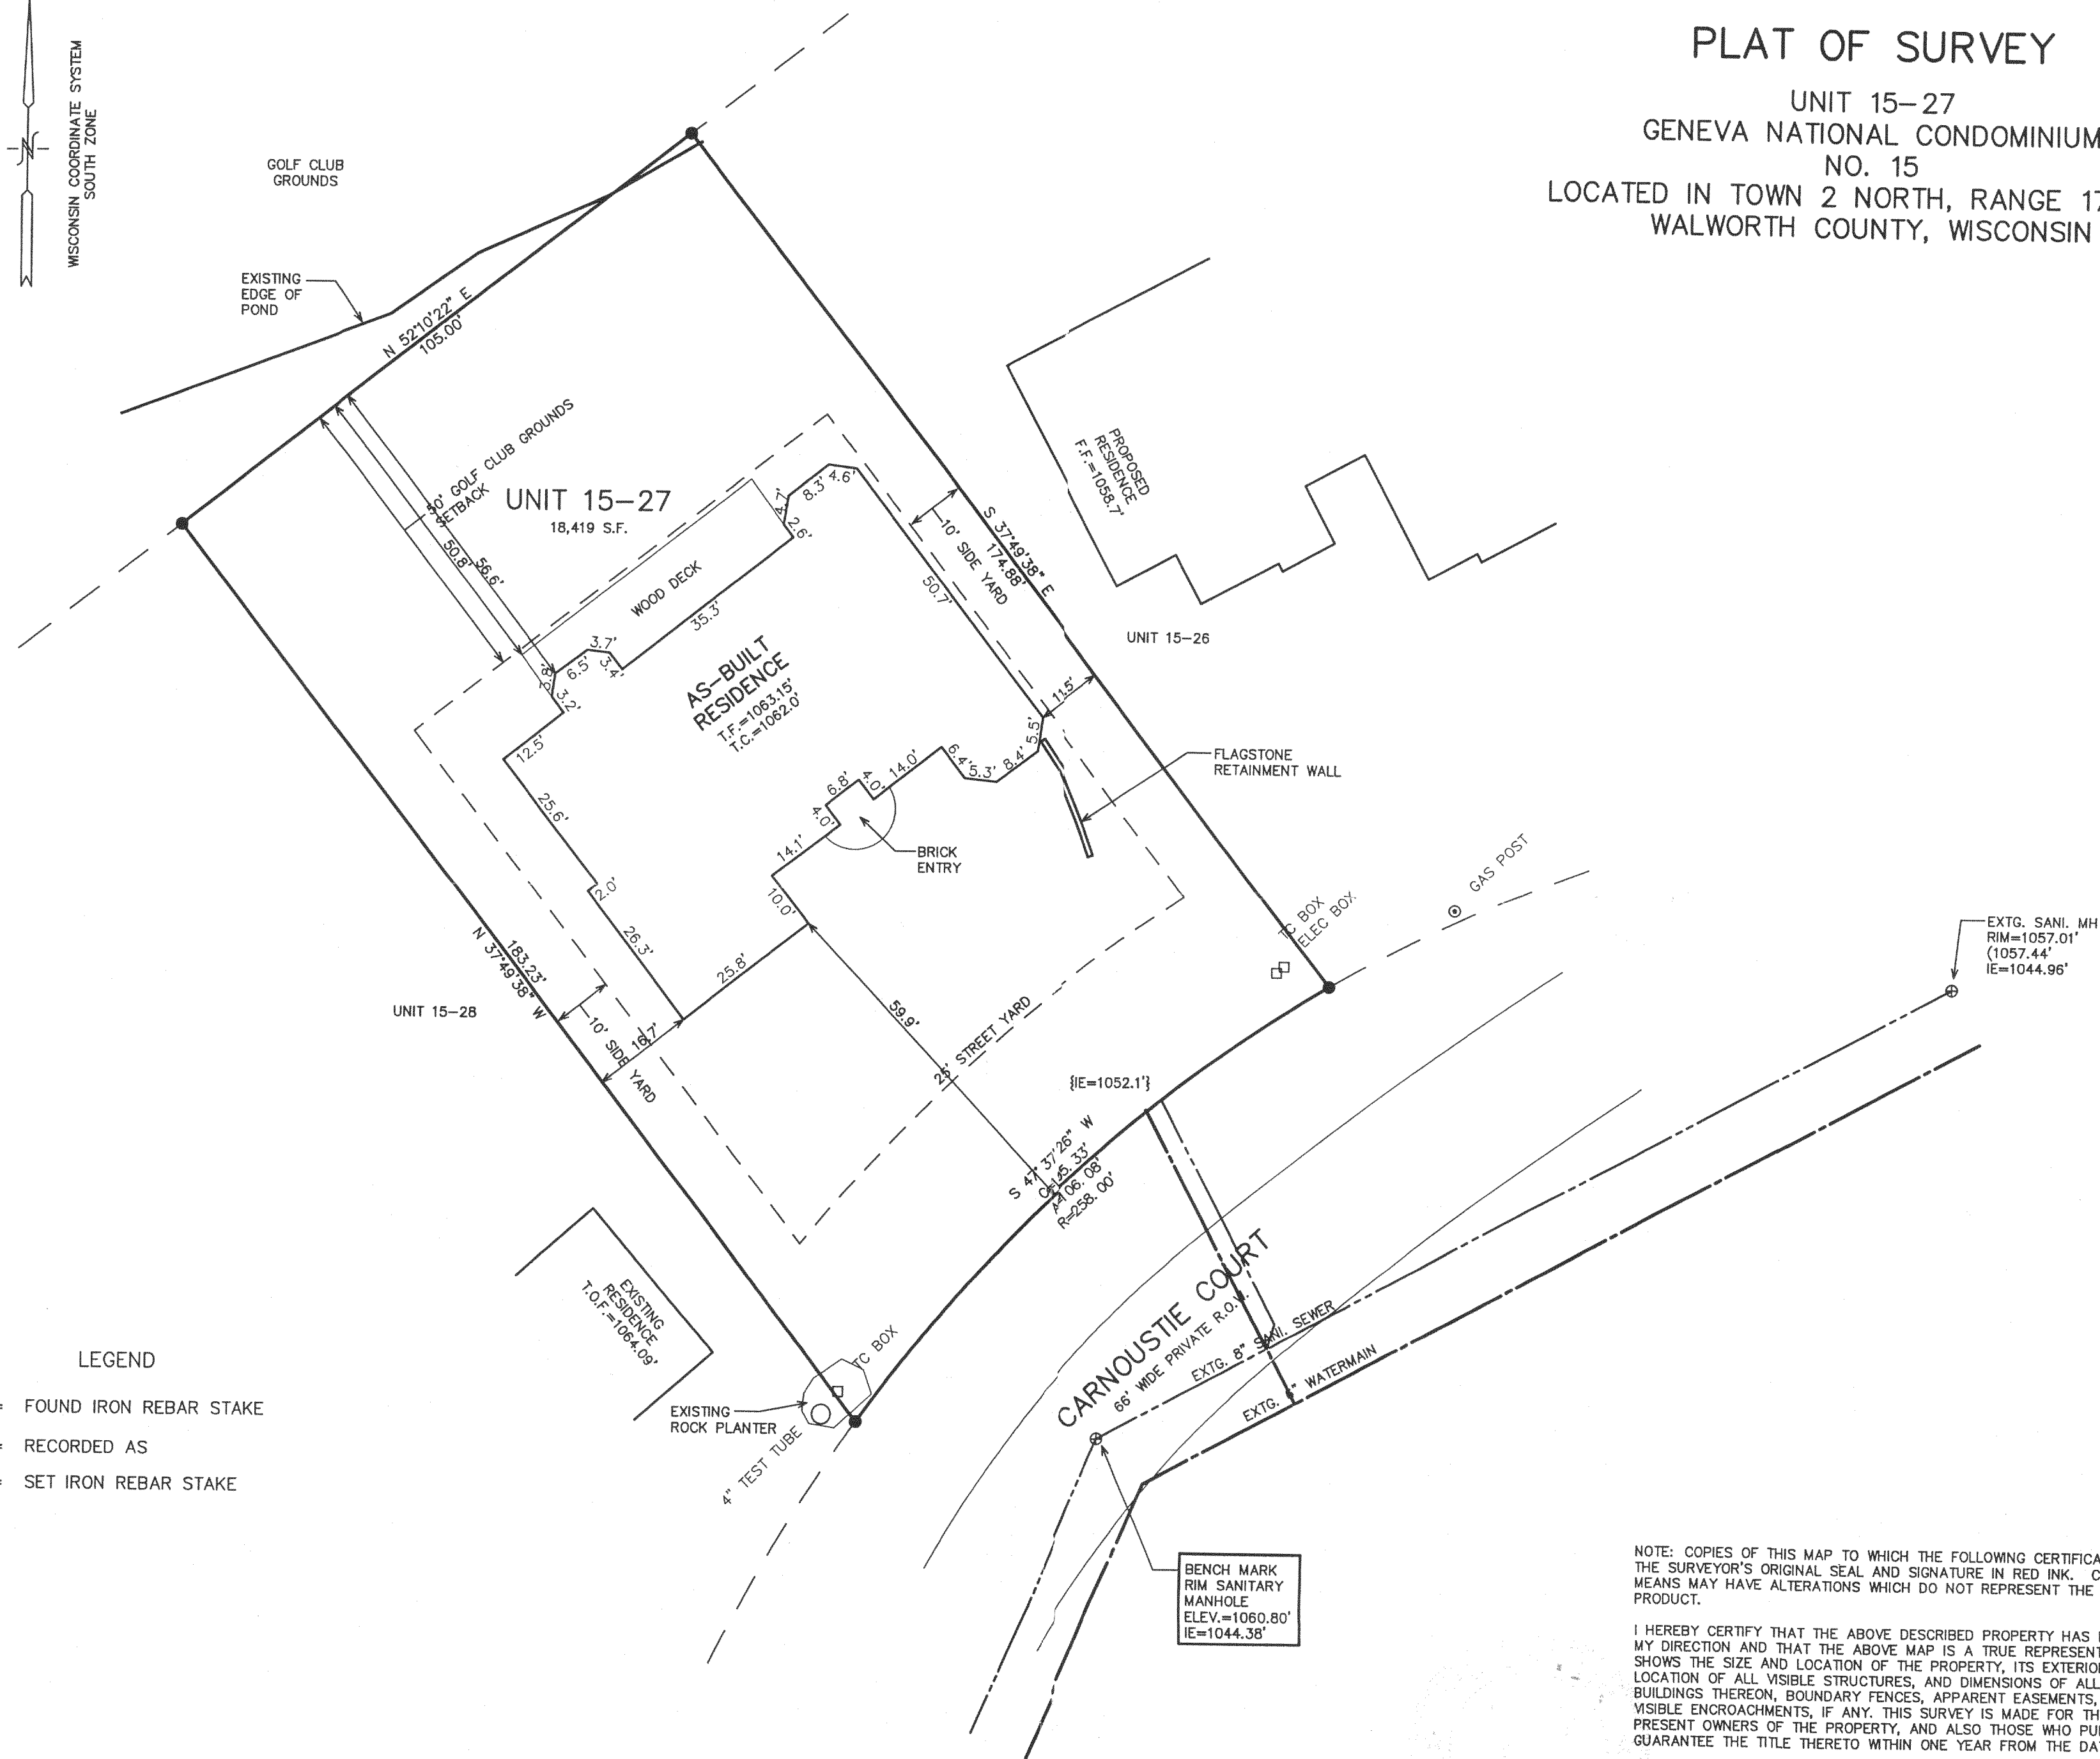 PLAT OF SURVEY
UNIT 15-27
GENEVA NATIONAL CONDOMINIUM
NO. 15
LOCATED IN TOWN 2 NORTH, RANGE 17
WALWORTH COUNTY, WISCONSIN
WISCONSIN COORDINATE SYSTEM
SOUTH ZONE
N
GOLF CLUB
GROUNDS
EXISTING
EDGE OF
POND
N 52°10'22" E
105.00'
50' GOLF CLUB GROUNDS
SETBACK
50.8'
56.6'
UNIT 15-27
18,419 S.F.
WOOD DECK
4.7'
8.3'
4.6'
2.6'
35.3'
3.7'
3.4'
6.5'
3.8'
3.2'
12.5'
25.6'
2.0'
26.3'
25.8'
10.0'
14.1'
4.0'
6.8'
4.0'
14.0'
6.4'
5.3'
8.4'
5.5'
50.7'
11.5'
AS-BUILT
RESIDENCE
T.F.=1063.15'
T.C.=1062.0'
10' SIDE YARD
S 37°49'38" E
174.88'
PROPOSED
RESIDENCE
F.F.=1058.7'
UNIT 15-26
FLAGSTONE
RETAINMENT WALL
BRICK
ENTRY
GAS POST
TC BOX
ELEC BOX
EXTG. SANI. MH
RIM=1057.01'
(1057.44'
IE=1044.96'
183.23'
N 37°49'38" W
UNIT 15-28
10' SIDE YARD
16.7'
59.9'
25' STREET YARD
{IE=1052.1'}
S 47°37'26" W
A=106.08'
R=258.00'
EXISTING
RESIDENCE
T.O.F.=1064.09'
TC BOX
EXISTING
ROCK PLANTER
4" TEST TUBE
CARNOUSTIE COURT
66' WIDE PRIVATE R.O.W.
EXTG. 8" SANI. SEWER
EXTG. WATERMAIN
BENCH MARK
RIM SANITARY
MANHOLE
ELEV.=1060.80'
IE=1044.38'
LEGEND
= FOUND IRON REBAR STAKE
= RECORDED AS
= SET IRON REBAR STAKE
NOTE: COPIES OF THIS MAP TO WHICH THE FOLLOWING CERTIFICA
THE SURVEYOR'S ORIGINAL SEAL AND SIGNATURE IN RED INK. C
MEANS MAY HAVE ALTERATIONS WHICH DO NOT REPRESENT THE
PRODUCT.
I HEREBY CERTIFY THAT THE ABOVE DESCRIBED PROPERTY HAS
MY DIRECTION AND THAT THE ABOVE MAP IS A TRUE REPRESENT
SHOWS THE SIZE AND LOCATION OF THE PROPERTY, ITS EXTERIO
LOCATION OF ALL VISIBLE STRUCTURES, AND DIMENSIONS OF ALL
BUILDINGS THEREON, BOUNDARY FENCES, APPARENT EASEMENTS,
VISIBLE ENCROACHMENTS, IF ANY. THIS SURVEY IS MADE FOR TH
PRESENT OWNERS OF THE PROPERTY, AND ALSO THOSE WHO PU
GUARANTEE THE TITLE THERETO WITHIN ONE YEAR FROM THE DA